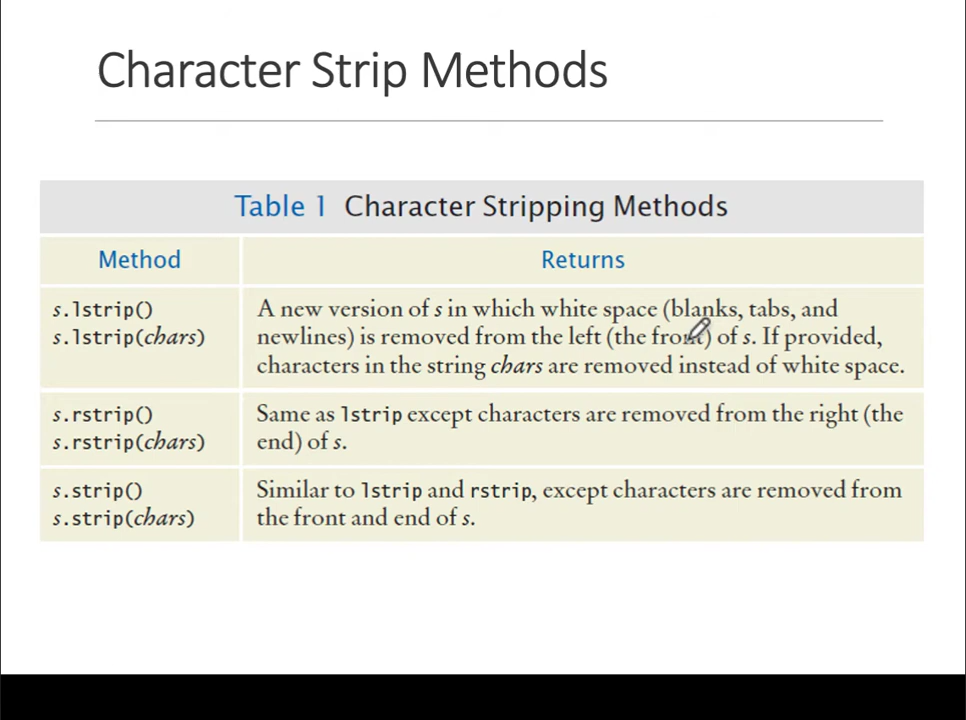 Character Strip Methods
Table 1 Character Stripping Methods
Method
Returns
s.lstrip()
s.lstrip(chars)
A new version of s in which white space (blanks, tabs, and
newlines) is removed from the left (the front) of s. If provided,
characters in the string chars are removed instead of white space.
s.rstrip()
s.rstrip(chars)
Same as lstrip except characters are removed from the right (the
end) of s.
s.strip()
s.strip(chars)
Similar to lstrip and rstrip, except characters are removed from
the front and end of s.